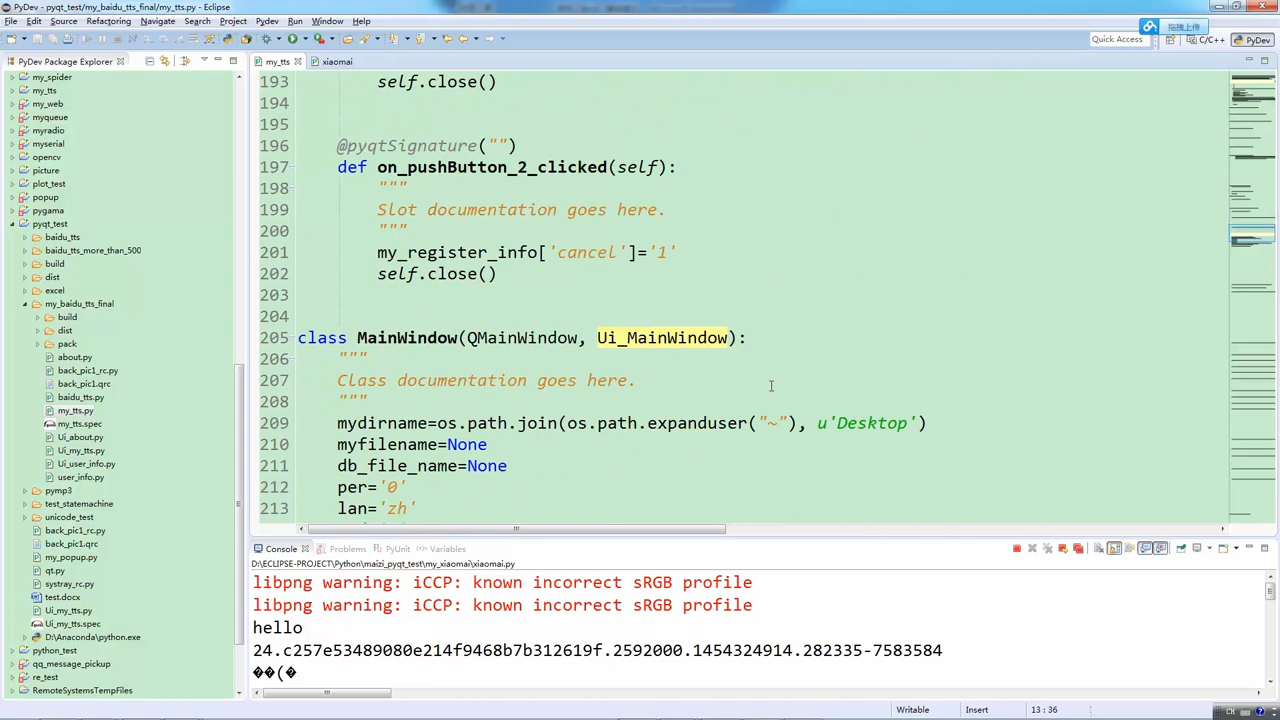 PyDev - pyqt_test/my_baidu_tts_final/my_tts.py - Eclipse
File Edit Source Refactoring Navigate Search Project Pydev Run Window Help
拖拽上传
Quick Access
C/C++
PyDev
PyDev Package Explorer
my_tts
xiaomai
my_spider
my_tts
my_web
myqueue
myradio
myserial
opencv
picture
plot_test
popup
pygama
pyqt_test
baidu_tts
baidu_tts_more_than_500
build
dist
excel
my_baidu_tts_final
build
dist
pack
about.py
back_pic1_rc.py
back_pic1.qrc
baidu_tts.py
my_tts.py
my_tts.spec
Ui_about.py
Ui_my_tts.py
Ui_user_info.py
user_info.py
pymp3
test_statemachine
unicode_test
back_pic1_rc.py
back_pic1.qrc
my_popup.py
qt.py
systray_rc.py
test.docx
Ui_my_tts.py
Ui_my_tts.spec
D:\Anaconda\python.exe
python_test
qq_message_pickup
re_test
RemoteSystemsTempFiles
193 self.close()
194
195
196 @pyqtSignature("")
197 def on_pushButton_2_clicked(self):
198 """
199 Slot documentation goes here.
200 """
201 my_register_info['cancel']='1'
202 self.close()
203
204
205 class MainWindow(QMainWindow, Ui_MainWindow):
206 """
207 Class documentation goes here.
208 """
209 mydirname=os.path.join(os.path.expanduser("~"), u'Desktop')
210 myfilename=None
211 db_file_name=None
212 per='0'
213 lan='zh'
Console Problems PyUnit Variables
D:\ECLIPSE-PROJECT\Python\maizi_pyqt_test\my_xiaomai\xiaomai.py
libpng warning: iCCP: known incorrect sRGB profile
libpng warning: iCCP: known incorrect sRGB profile
hello
24.c257e53489080e214f9468b7b312619f.2592000.1454324914.282335-7583584
��(�
Writable Insert 13 : 36
CH